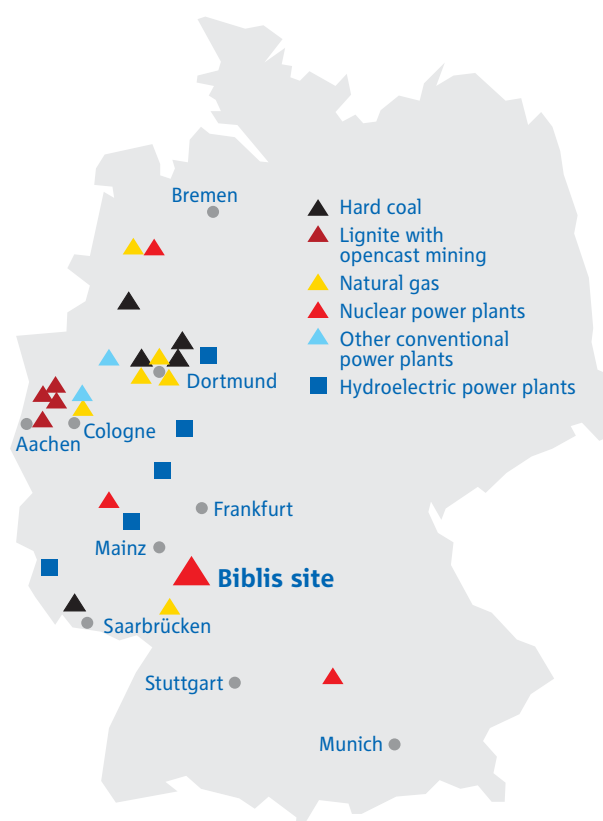 Bremen
Hard coal
Lignite with
opencast mining
Natural gas
Nuclear power plants
Other conventional
power plants
Hydroelectric power plants
Dortmund
Cologne
Aachen
Frankfurt
Mainz
Biblis site
Saarbrücken
Stuttgart
Munich